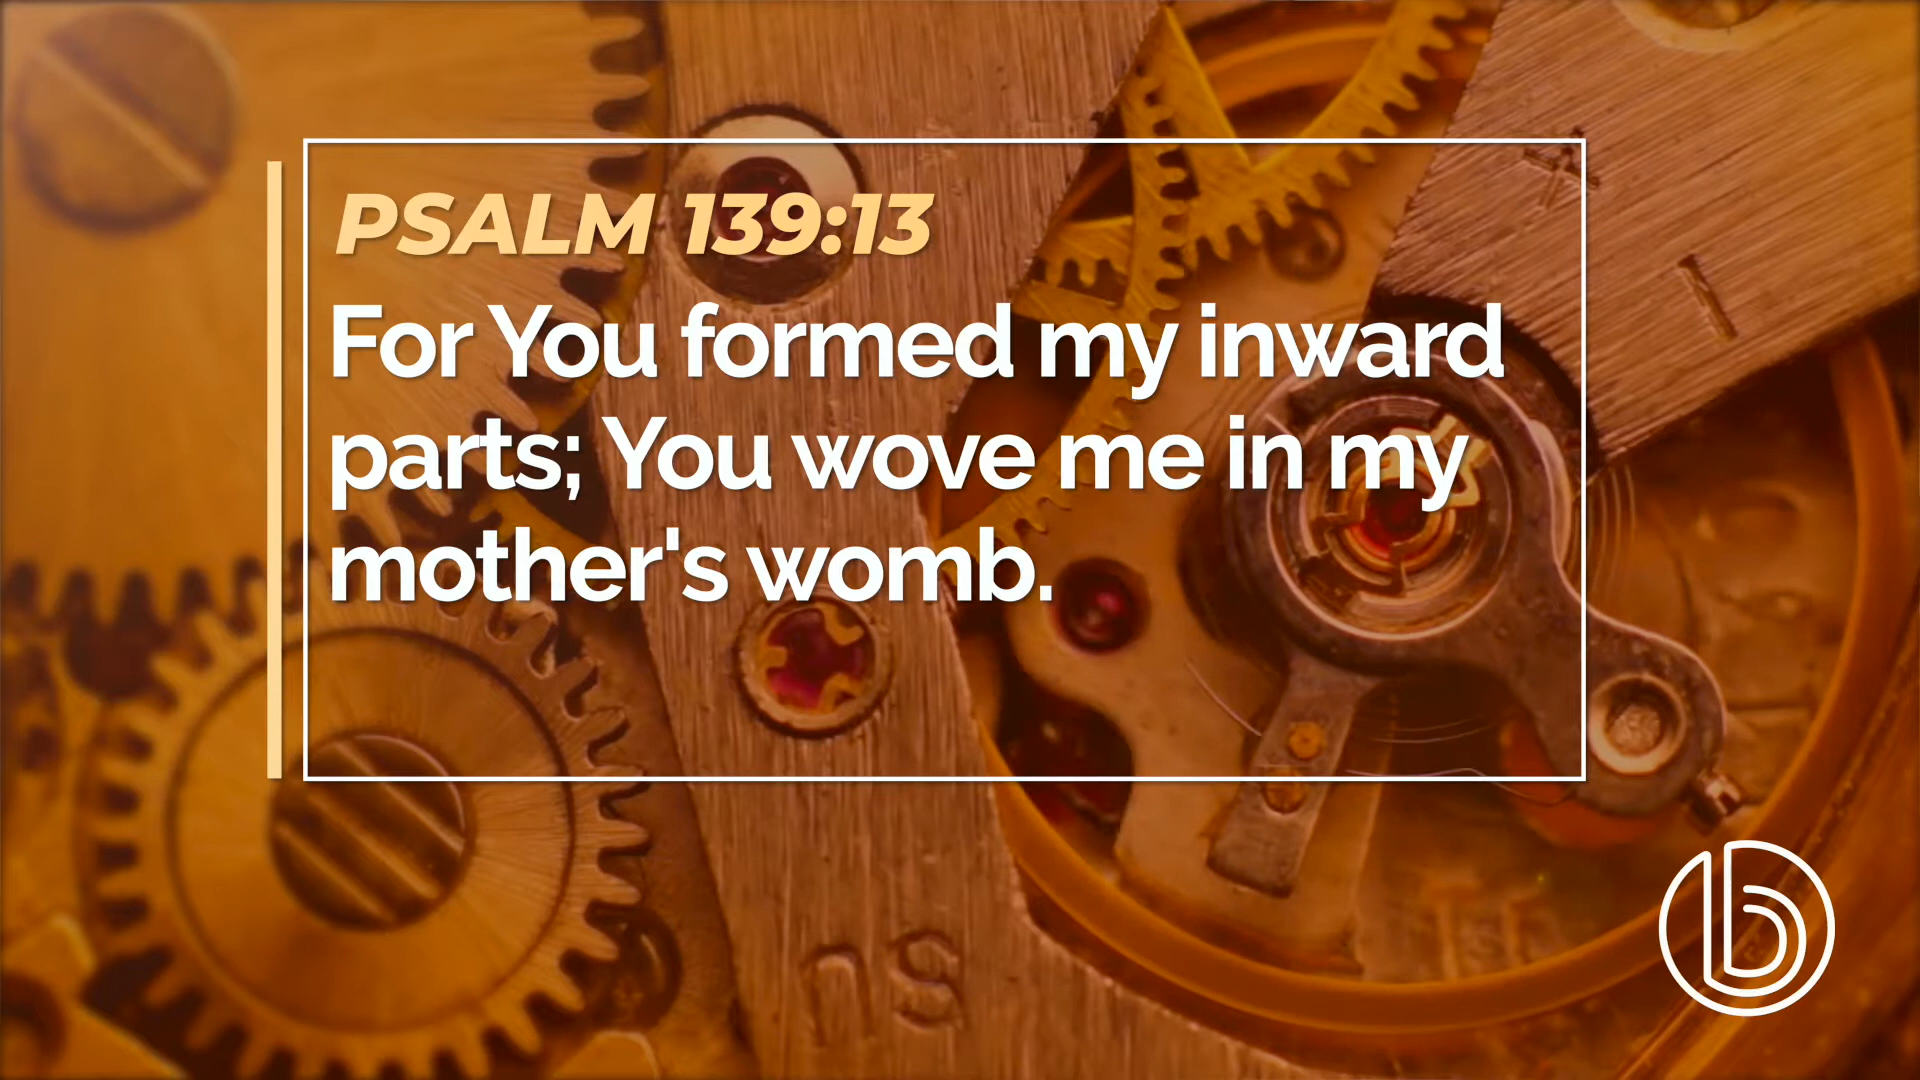 PSALM 139:13
For You formed my inward
parts; You wove me in my
mother's womb.